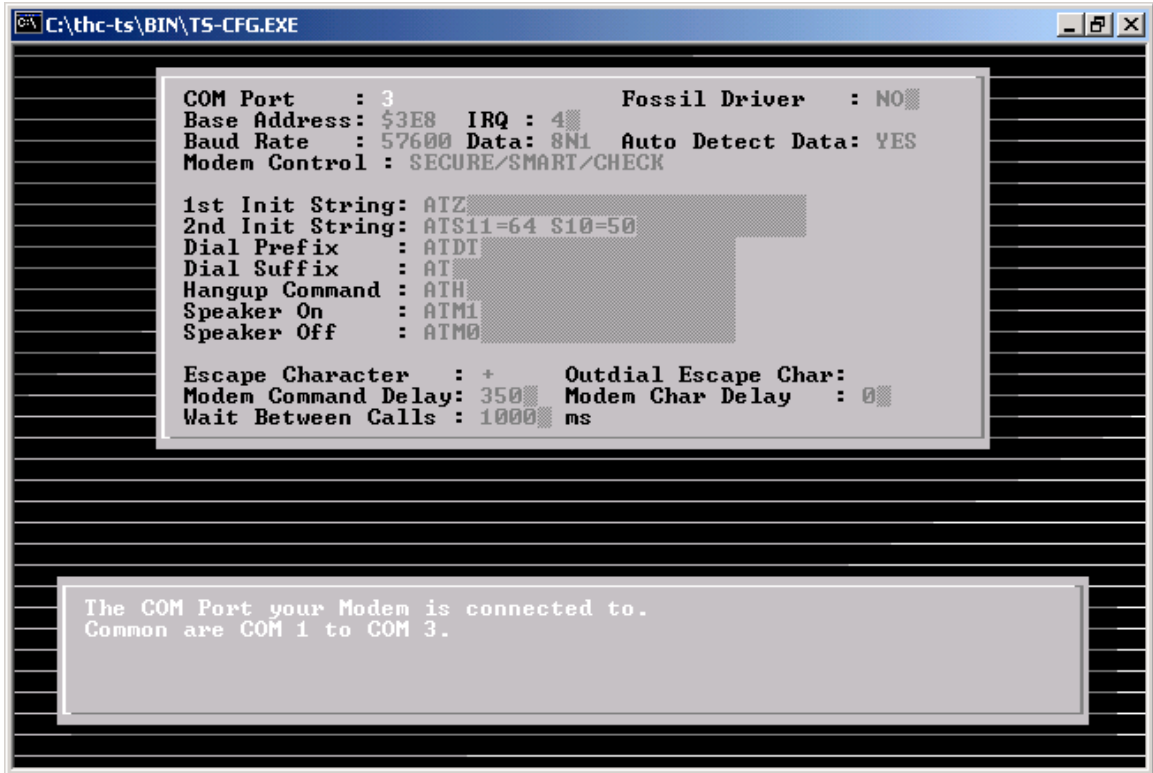 C:\thc-ts\BIN\TS-CFG.EXE
COM Port    : 3                Fossil Driver   : NO
Base Address: $3E8  IRQ : 4
Baud Rate   : 57600 Data: 8N1  Auto Detect Data: YES
Modem Control : SECURE/SMART/CHECK
1st Init String: ATZ
2nd Init String: ATS11=64 S10=50
Dial Prefix    : ATDT
Dial Suffix    : AT
Hangup Command : ATH
Speaker On     : ATM1
Speaker Off    : ATM0
Escape Character   : +     Outdial Escape Char:
Modem Command Delay: 350  Modem Char Delay   : 0
Wait Between Calls : 1000 ms
The COM Port your Modem is connected to.
Common are COM 1 to COM 3.